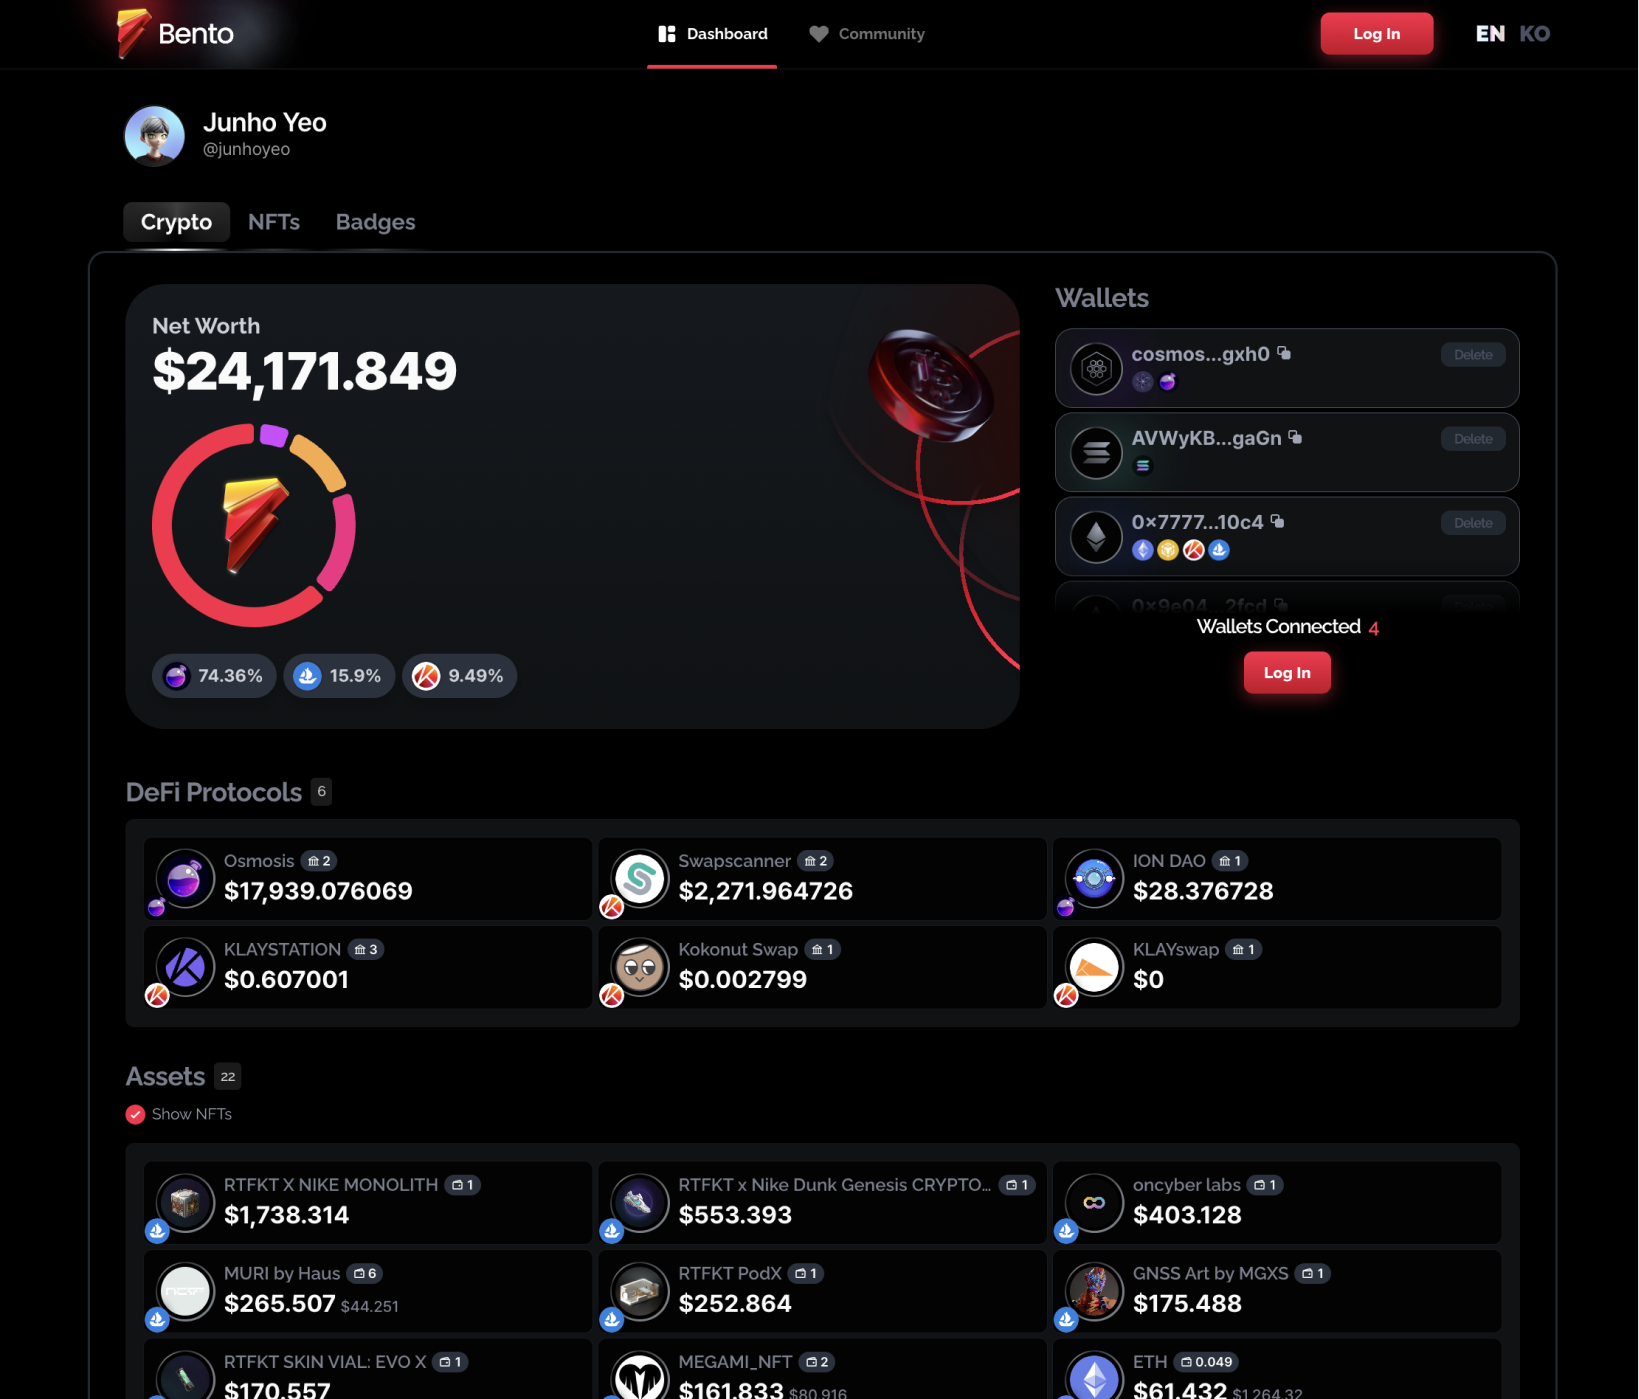 Bento
Dashboard
Community
Log In
EN KO
Junho Yeo
@junhoyeo
Crypto
NFTs
Badges
Net Worth
$24,171.849
74.36%
15.9%
9.49%
Wallets
cosmos...gxh0
Delete
AVWyKB...gaGn
Delete
0x7777...10c4
Delete
0x9e04...2fcd
Wallets Connected 4
Log In
DeFi Protocols 6
Osmosis 2
$17,939.076069
Swapscanner 2
$2,271.964726
ION DAO 1
$28.376728
KLAYSTATION 3
$0.607001
Kokonut Swap 1
$0.002799
KLAYswap 1
$0
Assets 22
Show NFTs
RTFKT X NIKE MONOLITH 1
$1,738.314
RTFKT x Nike Dunk Genesis CRYPTO... 1
$553.393
oncyber labs 1
$403.128
MURI by Haus 6
$265.507 $44.251
RTFKT PodX 1
$252.864
GNSS Art by MGXS 1
$175.488
RTFKT SKIN VIAL: EVO X 1
$170.557
MEGAMI_NFT 2
$161.833 $80.916
ETH 0.049
$61.432 $1,264.32